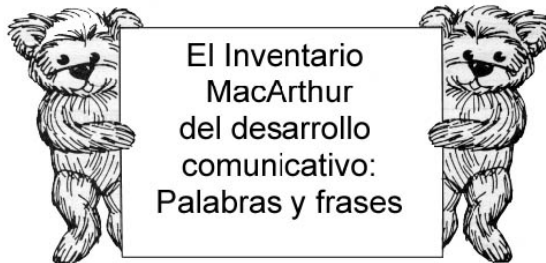 El Inventario
MacArthur
del desarrollo
comunicativo:
Palabras y frases